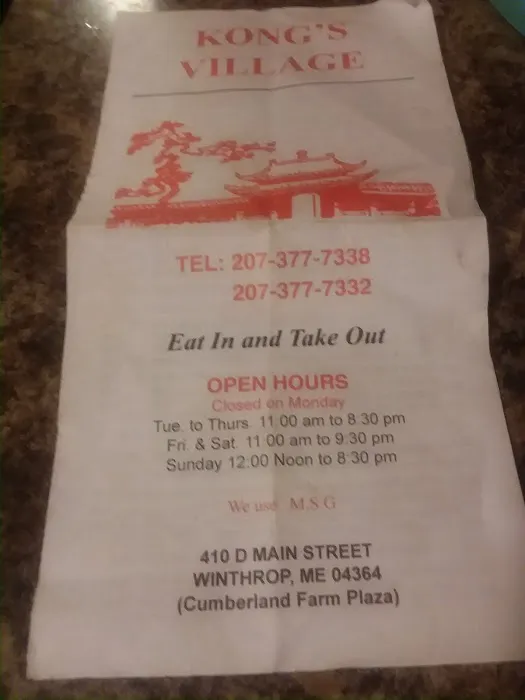 KONG'S
VILLAGE
TEL: 207-377-7338
207-377-7332
Eat In and Take Out
OPEN HOURS
Closed on Monday
Tue. to Thurs. 11:00 am to 8:30 pm
Fri. & Sat. 11:00 am to 9:30 pm
Sunday 12:00 Noon to 8:30 pm
We use M.S.G
410 D MAIN STREET
WINTHROP, ME 04364
(Cumberland Farm Plaza)